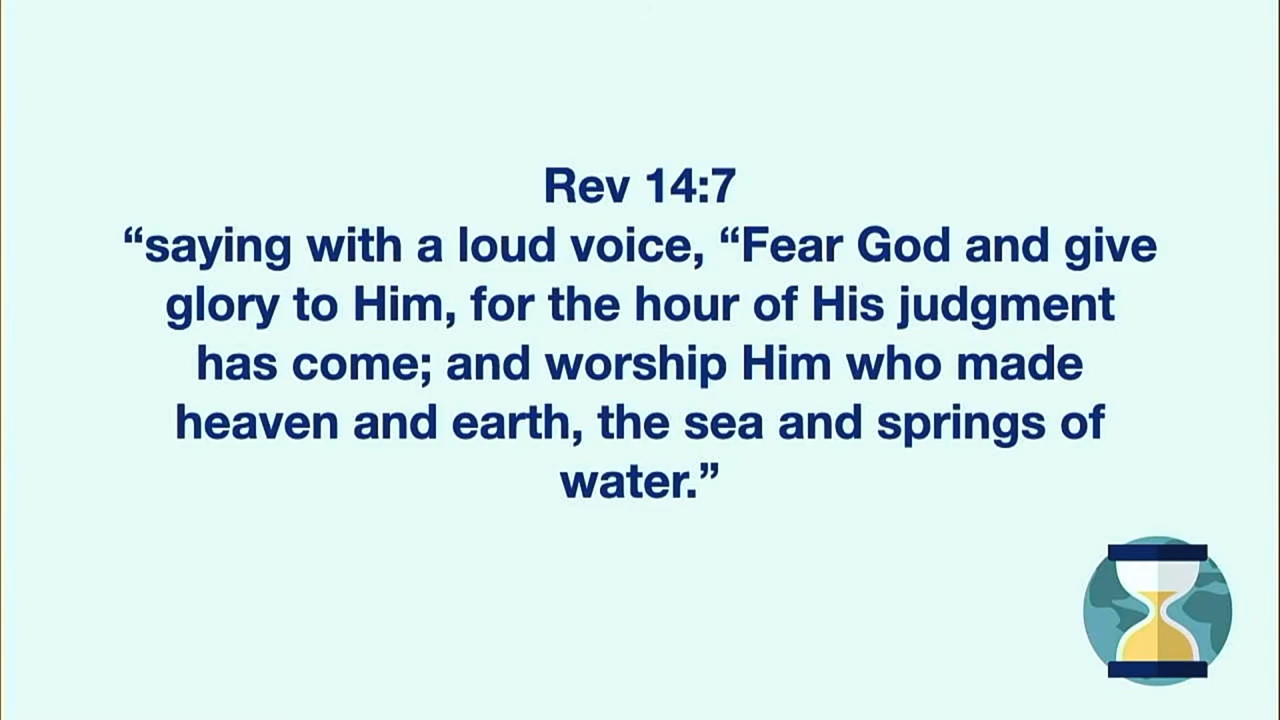 Rev 14:7
“saying with a loud voice, “Fear God and give
glory to Him, for the hour of His judgment
has come; and worship Him who made
heaven and earth, the sea and springs of
water.”